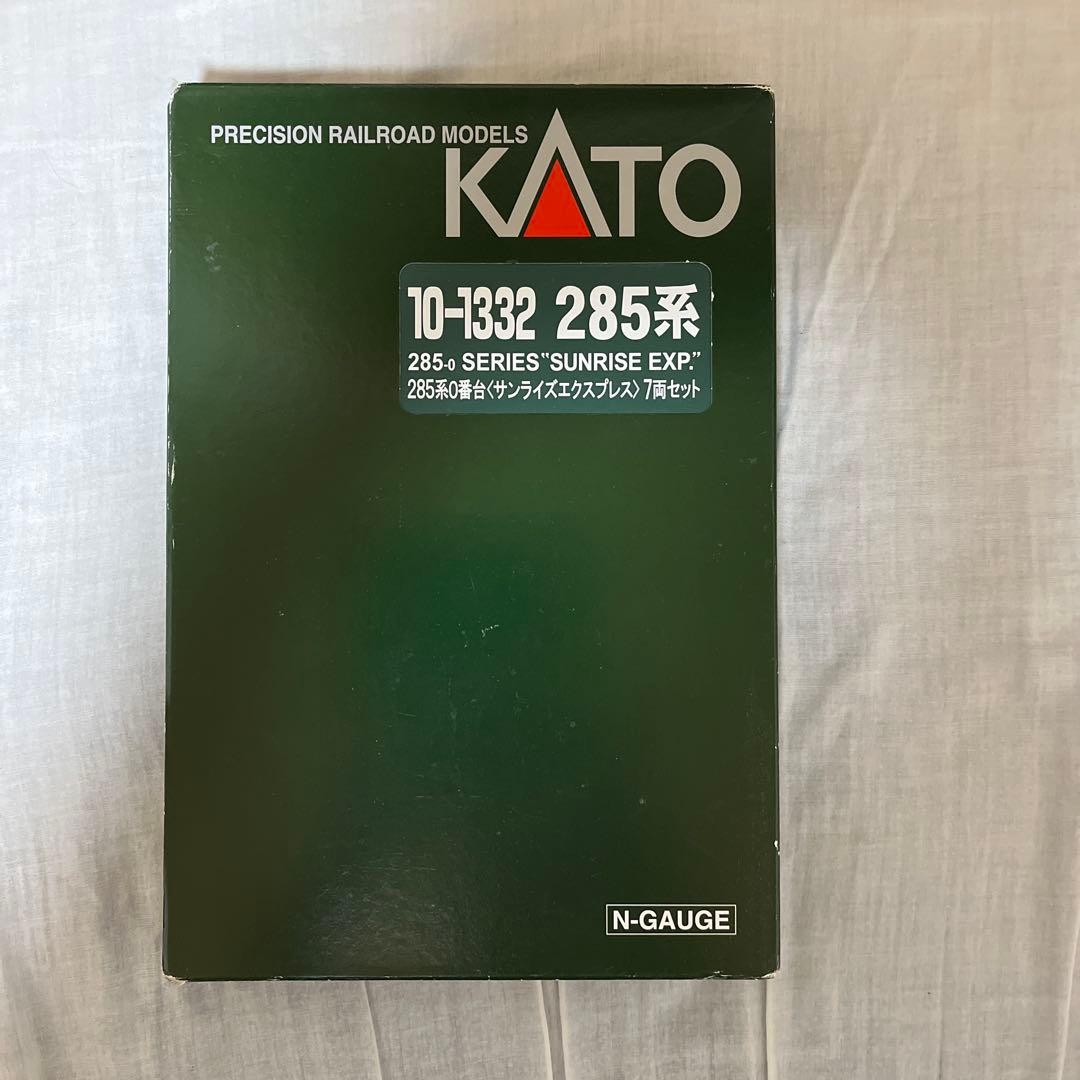 PRECISION RAILROAD MODELS
KATO
10-1332 285系
285-0 SERIES "SUNRISE EXP."
285系0番台〈サンライズエクスプレス〉7両セット
N-GAUGE